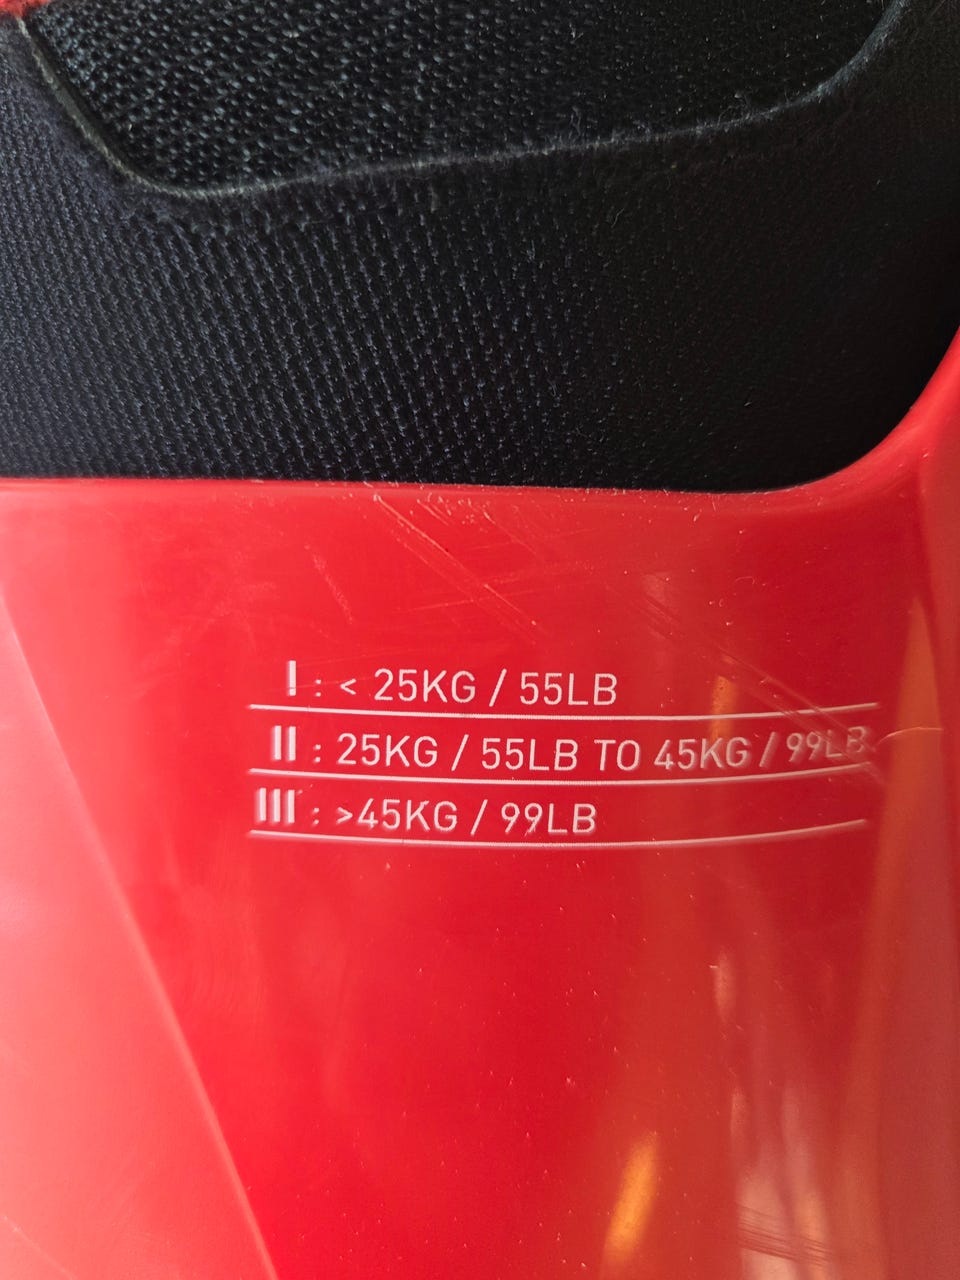 I : < 25KG / 55LB
II : 25KG / 55LB TO 45KG / 99LB
III : >45KG / 99LB